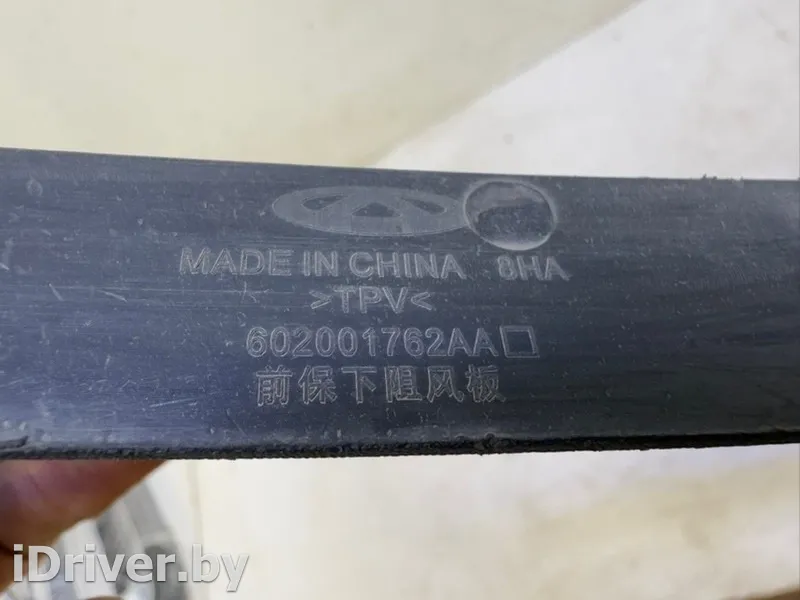 MADE IN CHINA 8HA
>TPV<
602001762AA□
前保下阻风板
iDriver.by